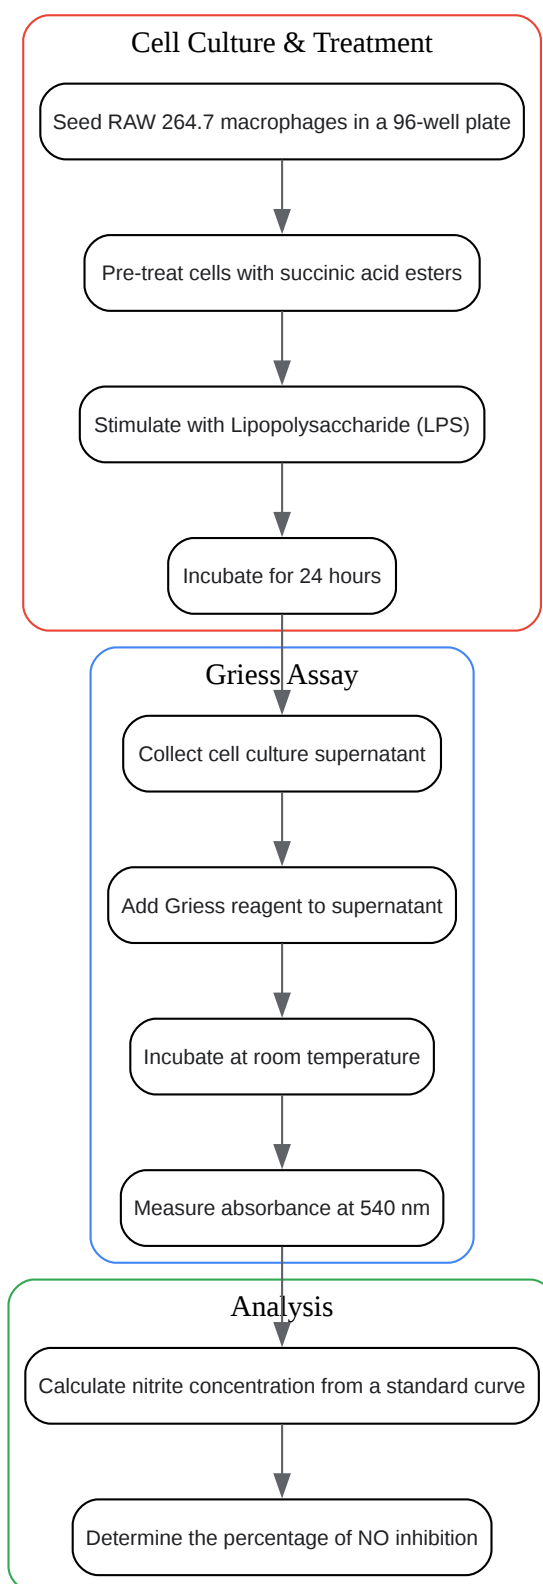 Cell Culture & Treatment
Seed RAW 264.7 macrophages in a 96-well plate
Pre-treat cells with succinic acid esters
Stimulate with Lipopolysaccharide (LPS)
Incubate for 24 hours
Griess Assay
Collect cell culture supernatant
Add Griess reagent to supernatant
Incubate at room temperature
Measure absorbance at 540 nm
Analysis
Calculate nitrite concentration from a standard curve
Determine the percentage of NO inhibition